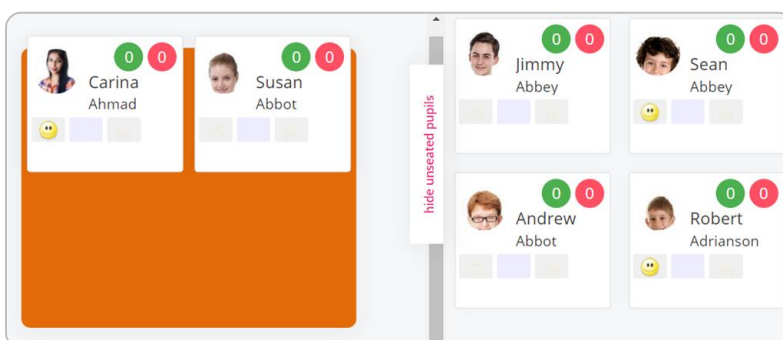 0 0
Carina
Ahmad
0 0
Susan
Abbot
hide unseated pupils
0 0
Jimmy
Abbey
0 0
Sean
Abbey
0 0
Andrew
Abbot
0 0
Robert
Adrianson